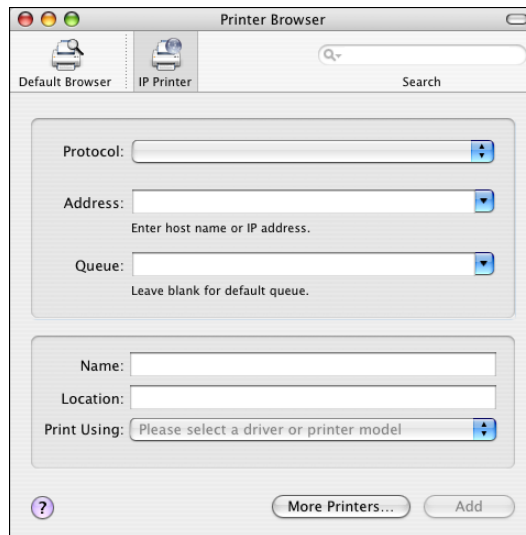 Printer Browser
Default Browser
IP Printer
Search
Protocol:
Address:
Enter host name or IP address.
Queue:
Leave blank for default queue.
Name:
Location:
Print Using: Please select a driver or printer model
? More Printers... Add